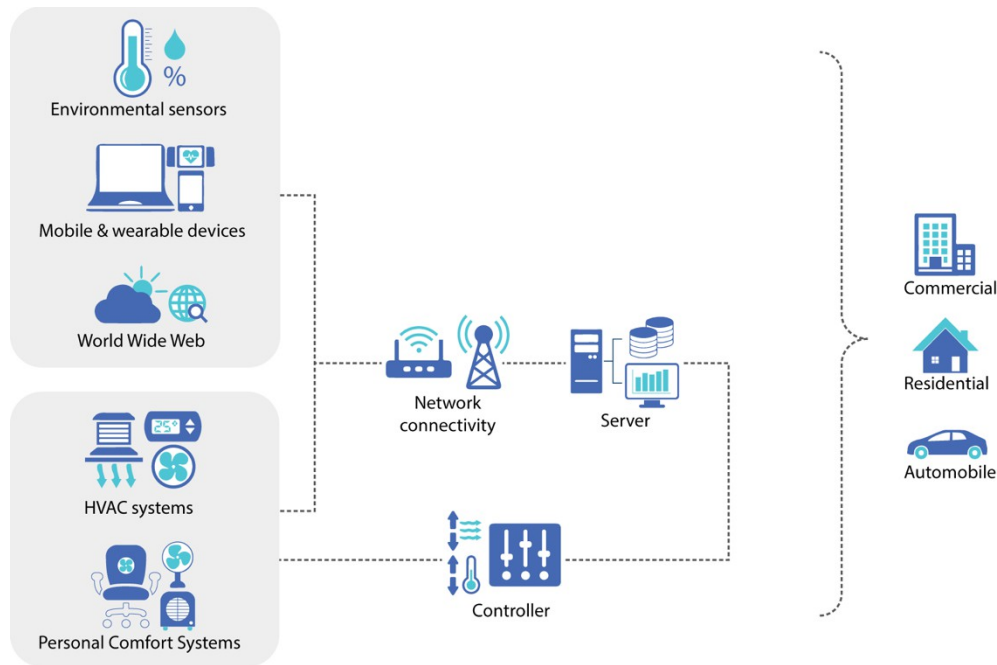 %
Environmental sensors
Mobile & wearable devices
World Wide Web
25°
HVAC systems
Personal Comfort Systems
Network
connectivity
Server
Controller
Commercial
Residential
Automobile